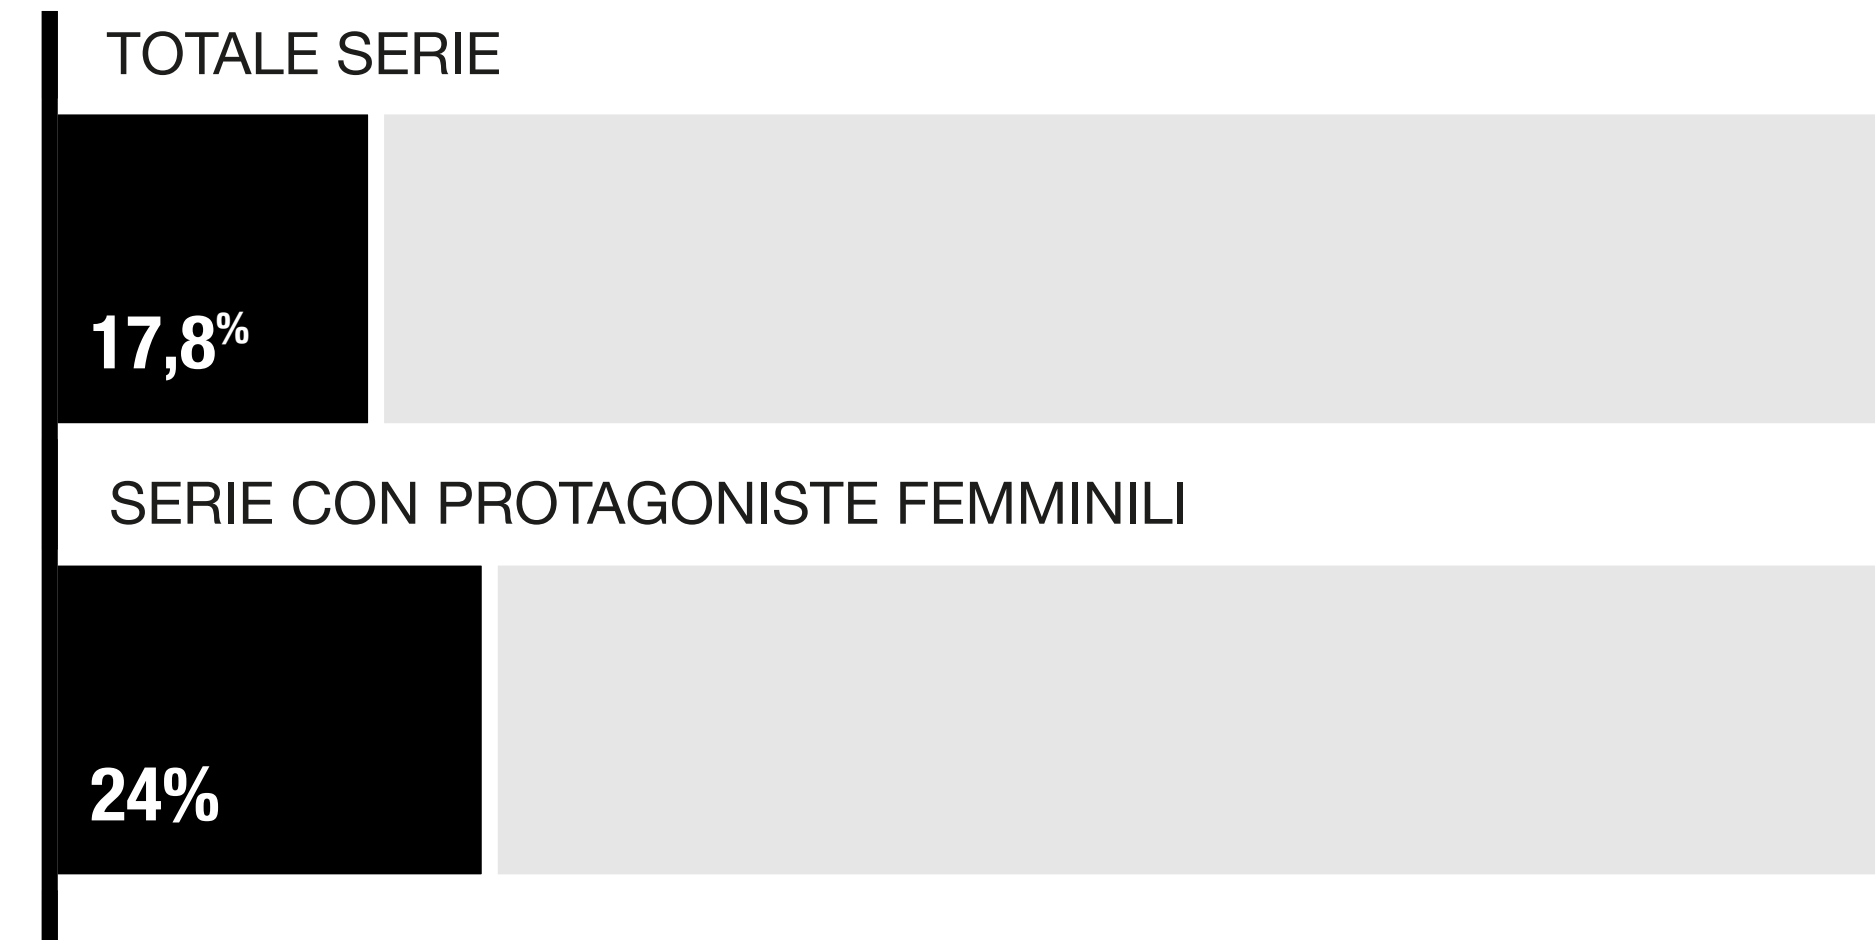 TOTALE SERIE
17,8%
SERIE CON PROTAGONISTE FEMMINILI
24%